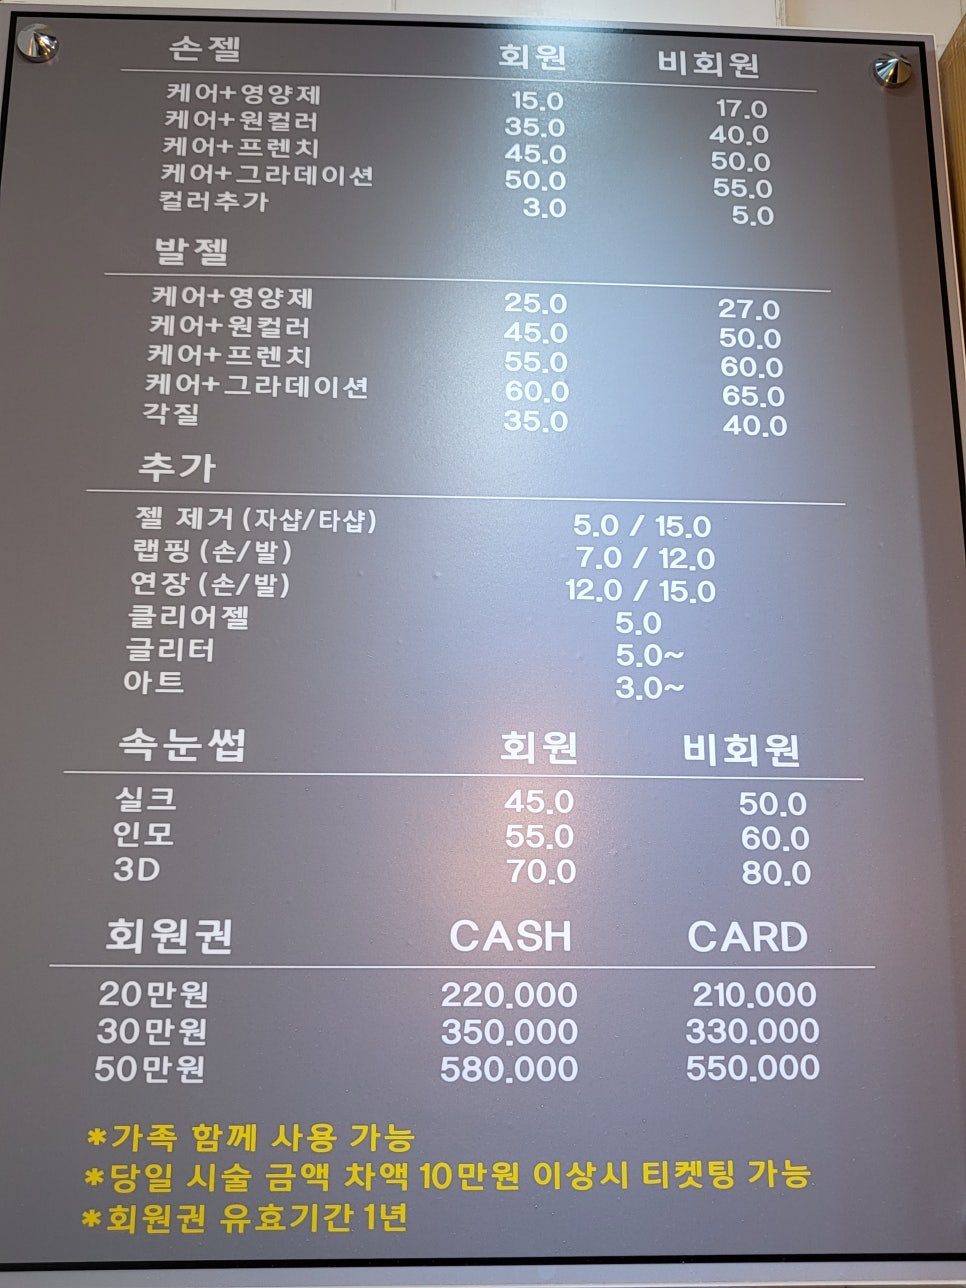 손젤 회원 비회원
케어+영양제 15.0 17.0
케어+원컬러 35.0 40.0
케어+프렌치 45.0 50.0
케어+그라데이션 50.0 55.0
컬러추가 3.0 5.0
발젤
케어+영양제 25.0 27.0
케어+원컬러 45.0 50.0
케어+프렌치 55.0 60.0
케어+그라데이션 60.0 65.0
각질 35.0 40.0
추가
젤 제거 (자샵/타샵) 5.0 / 15.0
랩핑 (손/발) 7.0 / 12.0
연장 (손/발) 12.0 / 15.0
클리어젤 5.0
글리터 5.0~
아트 3.0~
속눈썹 회원 비회원
실크 45.0 50.0
인모 55.0 60.0
3D 70.0 80.0
회원권 CASH CARD
20만원 220.000 210.000
30만원 350.000 330.000
50만원 580.000 550.000
*가족 함께 사용 가능
*당일 시술 금액 차액 10만원 이상시 티켓팅 가능
*회원권 유효기간 1년